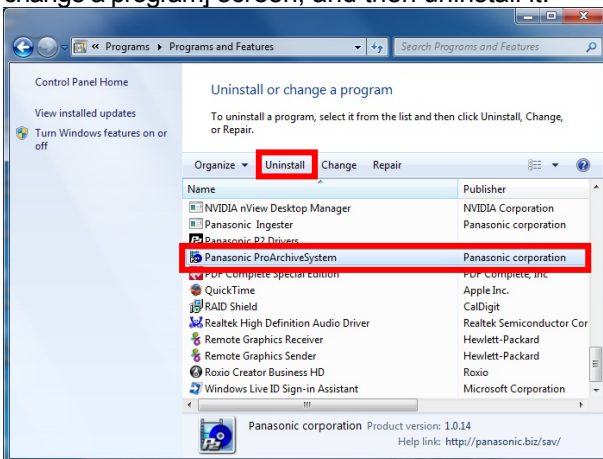 change a program] screen, and then uninstall it.
« Programs ▸ Programs and Features
Search Programs and Features
Control Panel Home
View installed updates
Turn Windows features on or
off
Uninstall or change a program
To uninstall a program, select it from the list and then click Uninstall, Change,
or Repair.
Organize Uninstall Change Repair
Name Publisher
NVIDIA nView Desktop Manager NVIDIA Corporation
Panasonic Ingester Panasonic corporation
Panasonic P2 Drivers
Panasonic ProArchiveSystem Panasonic corporation
PDF Complete Special Edition PDF Complete, Inc
QuickTime Apple Inc.
RAID Shield CalDigit
Realtek High Definition Audio Driver Realtek Semiconductor Cor
Remote Graphics Receiver Hewlett-Packard
Remote Graphics Sender Hewlett-Packard
Roxio Creator Business HD Roxio
Windows Live ID Sign-in Assistant Microsoft Corporation
Panasonic corporation Product version: 1.0.14
Help link: http://panasonic.biz/sav/